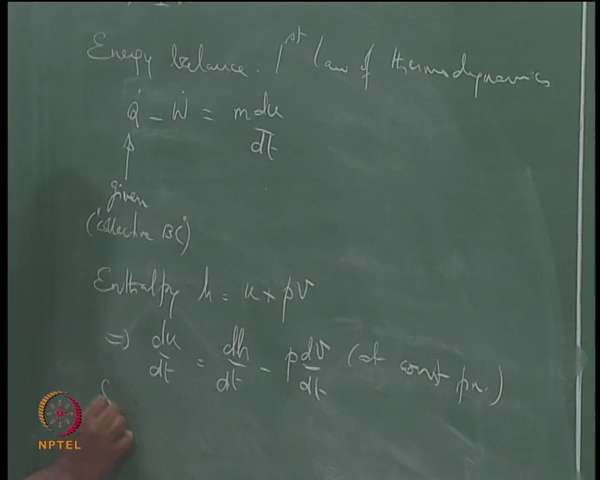 Energy balance: 1st law of thermodynamics
Q̇ - Ẇ = m du/dt
given
('collective BC')
Enthalpy h = u + pv
⇒ du/dt = dh/dt - p dv/dt (at const pr.)
NPTEL